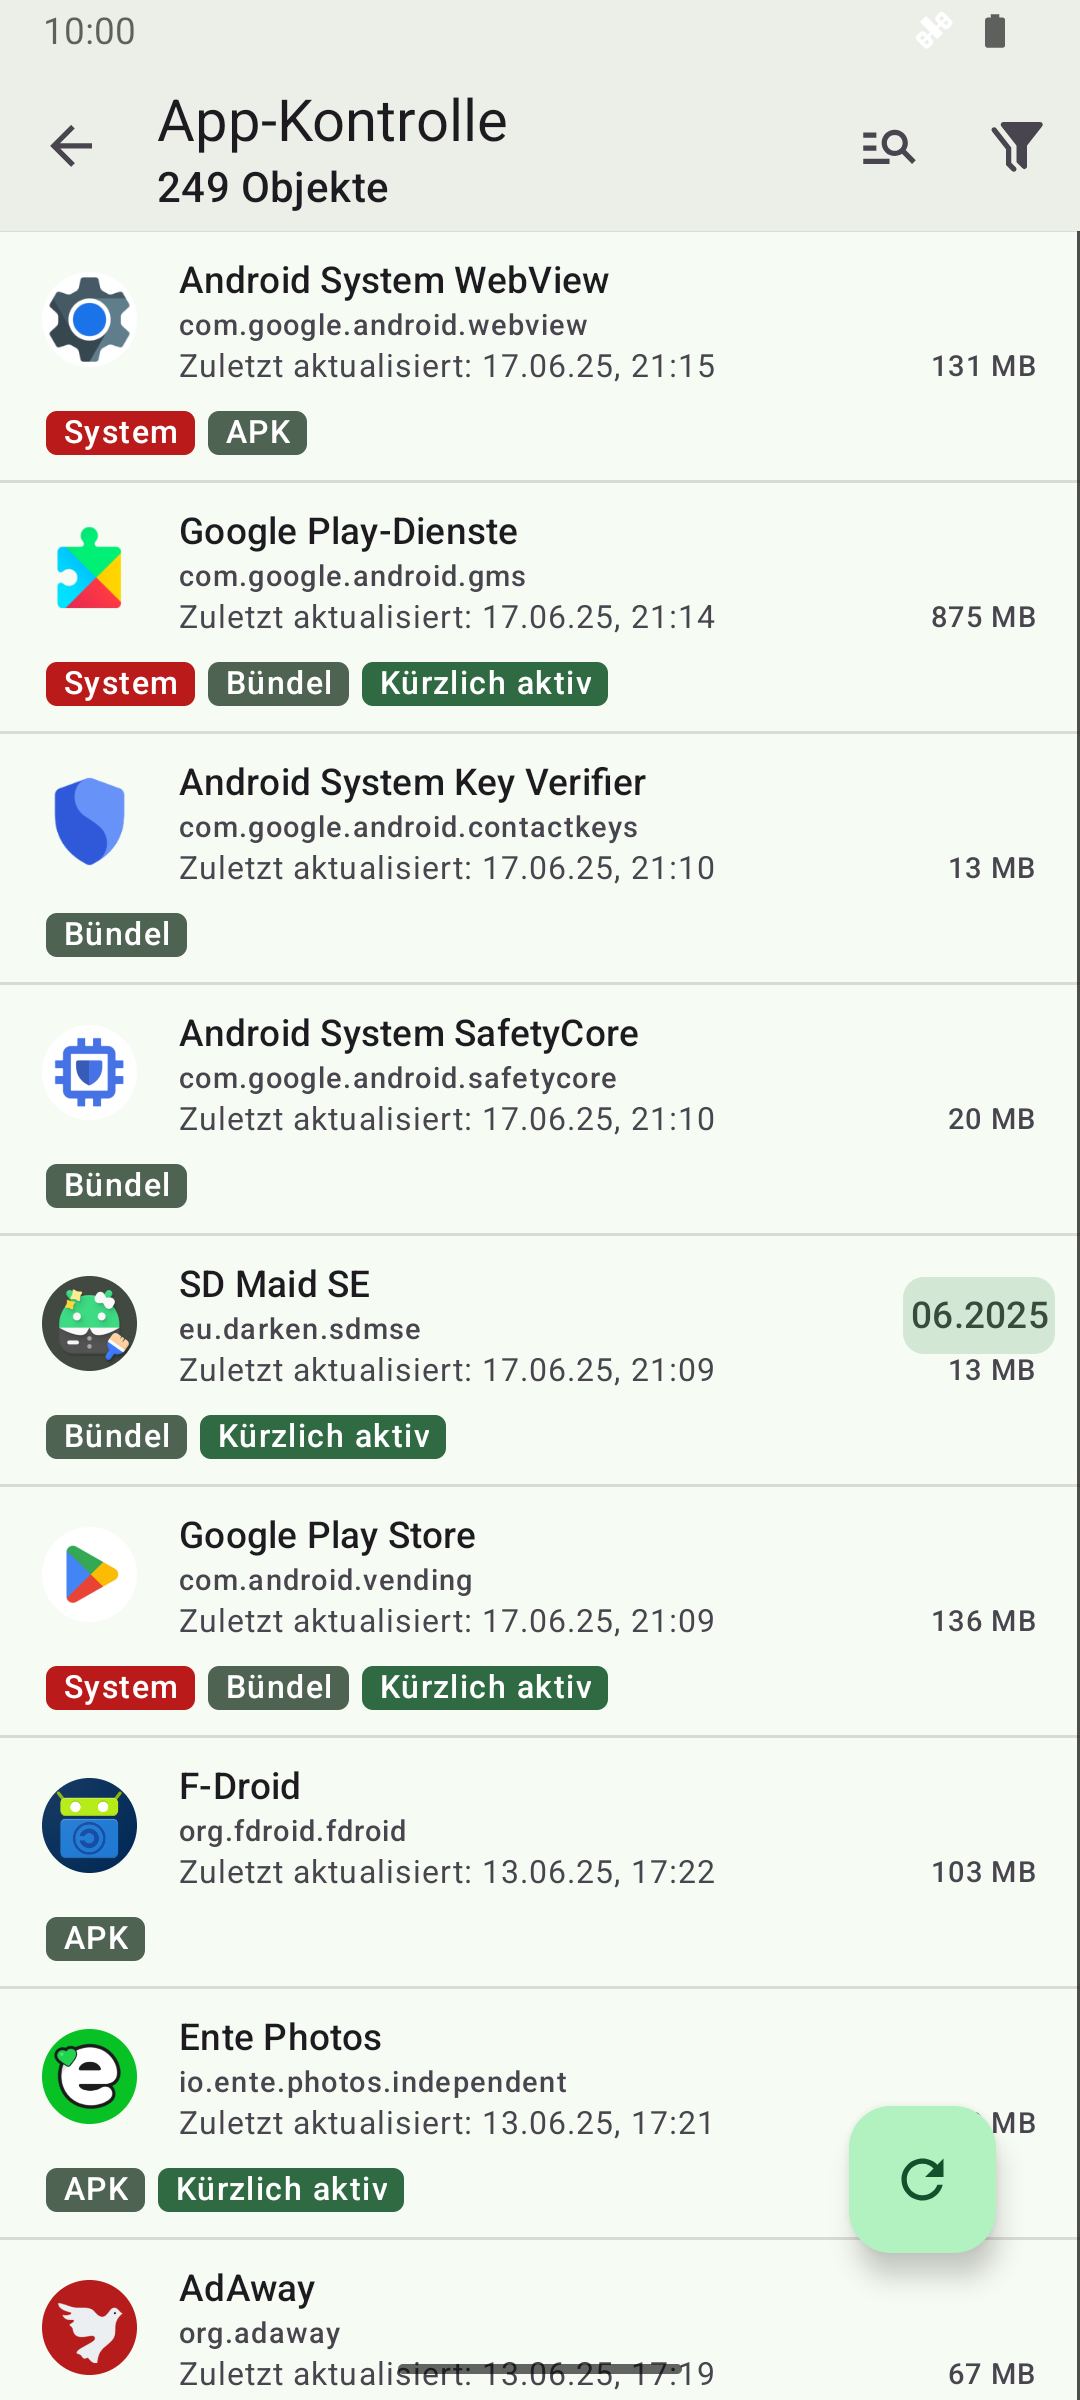 10:00
App-Kontrolle
249 Objekte
Android System WebView
com.google.android.webview
Zuletzt aktualisiert: 17.06.25, 21:15
131 MB
System
APK
Google Play-Dienste
com.google.android.gms
Zuletzt aktualisiert: 17.06.25, 21:14
875 MB
System
Bündel
Kürzlich aktiv
Android System Key Verifier
com.google.android.contactkeys
Zuletzt aktualisiert: 17.06.25, 21:10
13 MB
Bündel
Android System SafetyCore
com.google.android.safetycore
Zuletzt aktualisiert: 17.06.25, 21:10
20 MB
Bündel
SD Maid SE
06.2025
eu.darken.sdmse
Zuletzt aktualisiert: 17.06.25, 21:09
13 MB
Bündel
Kürzlich aktiv
Google Play Store
com.android.vending
Zuletzt aktualisiert: 17.06.25, 21:09
136 MB
System
Bündel
Kürzlich aktiv
F-Droid
org.fdroid.fdroid
Zuletzt aktualisiert: 13.06.25, 17:22
103 MB
APK
Ente Photos
io.ente.photos.independent
Zuletzt aktualisiert: 13.06.25, 17:21
MB
APK
Kürzlich aktiv
AdAway
org.adaway
Zuletzt aktualisiert: 13.06.25, 17:19
67 MB